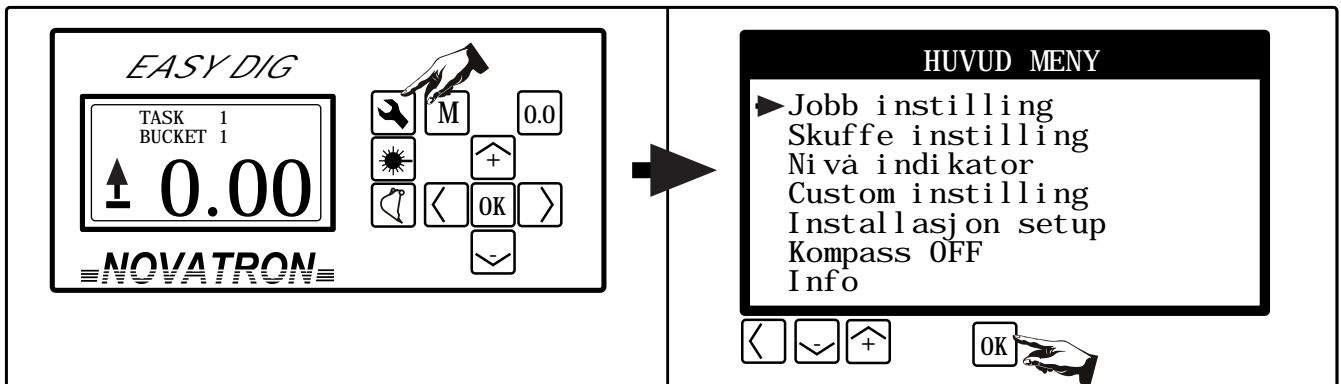 EASY DIG
TASK 1
BUCKET 1
0.00
NOVATRON
M
0.0
+
OK
-
HUVUD MENY
Jobb instilling
Skuffe instilling
Nivå indikator
Custom instilling
Installasjon setup
Kompass OFF
Info
- +
OK